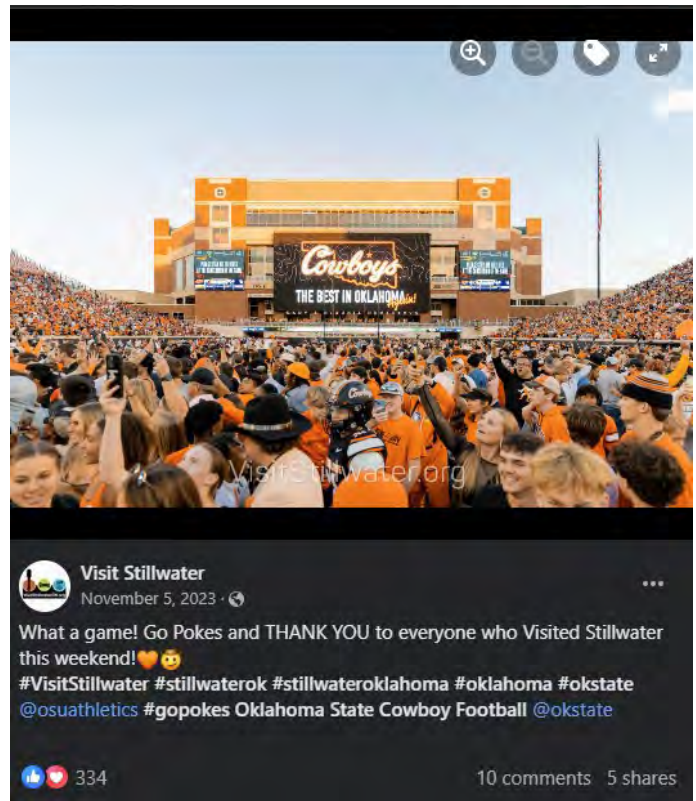 Cowboys
THE BEST IN OKLAHOMA
Again!
Cowboys
VisitStillwater.org
Visit Stillwater
November 5, 2023 ·
What a game! Go Pokes and THANK YOU to everyone who Visited Stillwater
this weekend!🧡🤠
#VisitStillwater #stillwaterok #stillwateroklahoma #oklahoma #okstate
@osuathletics #gopokes Oklahoma State Cowboy Football @okstate
334
10 comments 5 shares